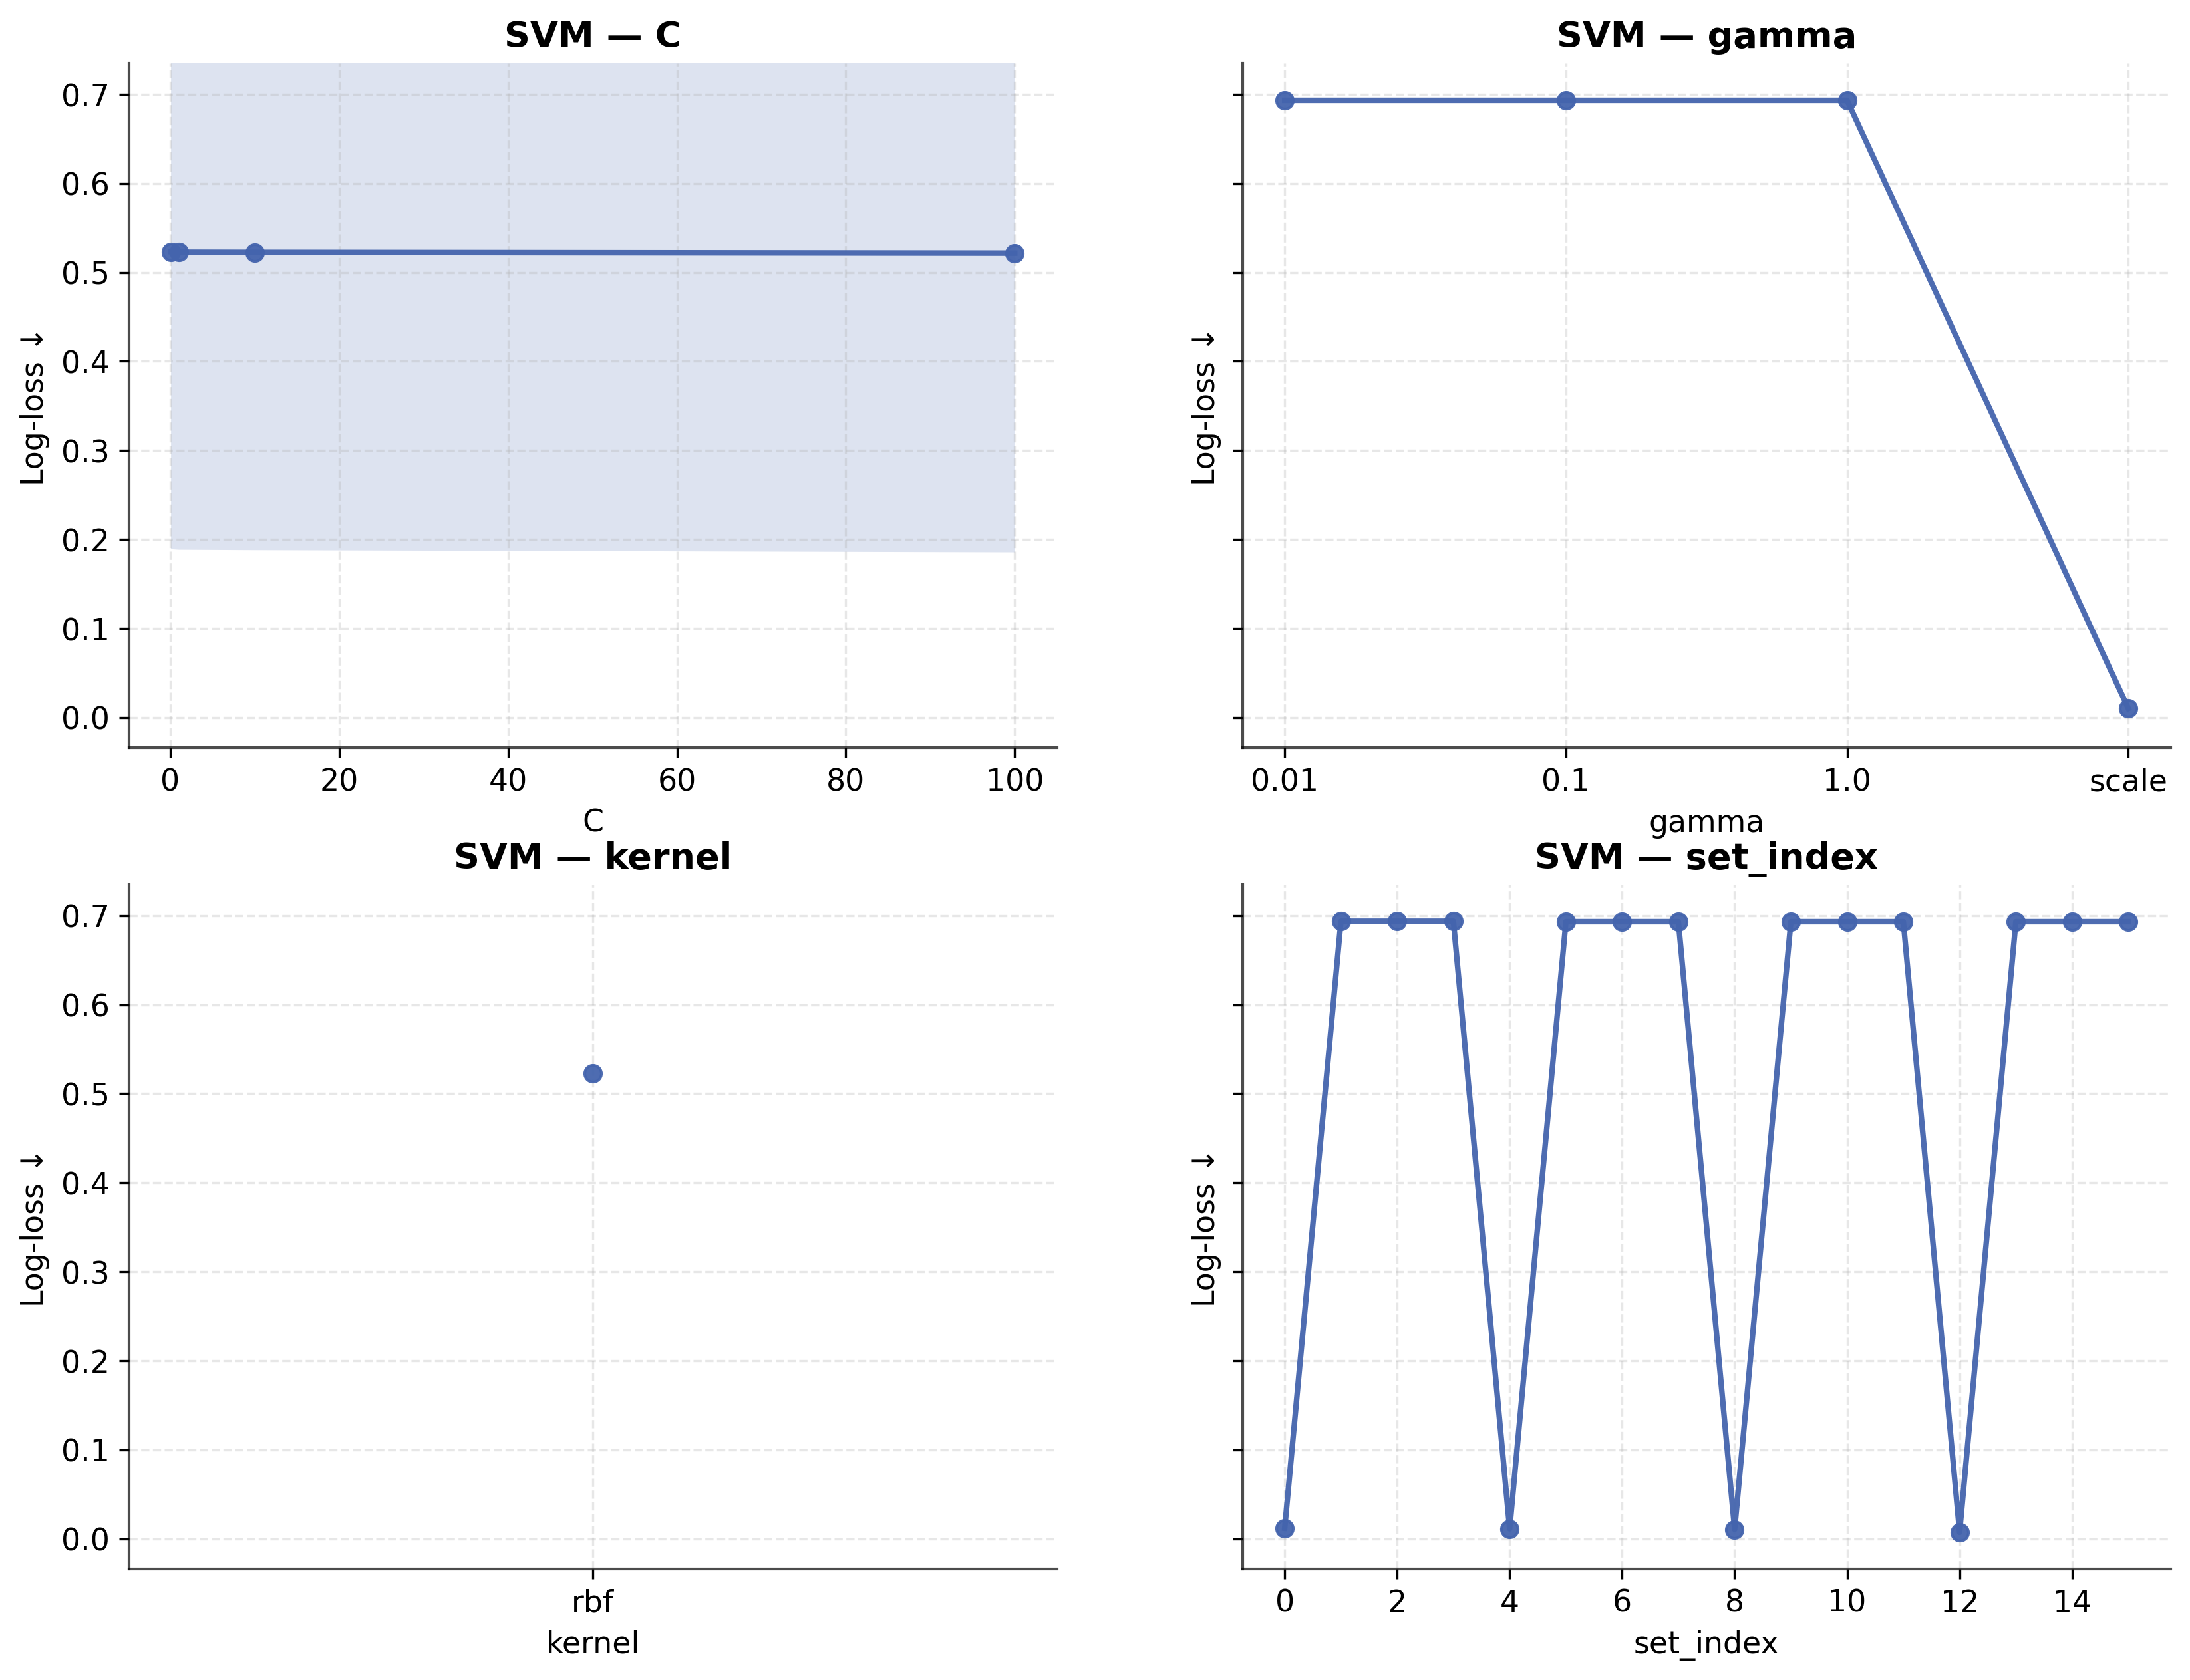 SVM — C
0.7
0.6
0.5
0.4
0.3
0.2
0.1
0.0
Log-loss ↓
0 20 40 60 80 100
C
SVM — gamma
Log-loss ↓
0.01 0.1 1.0 scale
gamma
SVM — kernel
0.7
0.6
0.5
0.4
0.3
0.2
0.1
0.0
Log-loss ↓
rbf
kernel
SVM — set_index
Log-loss ↓
0 2 4 6 8 10 12 14
set_index